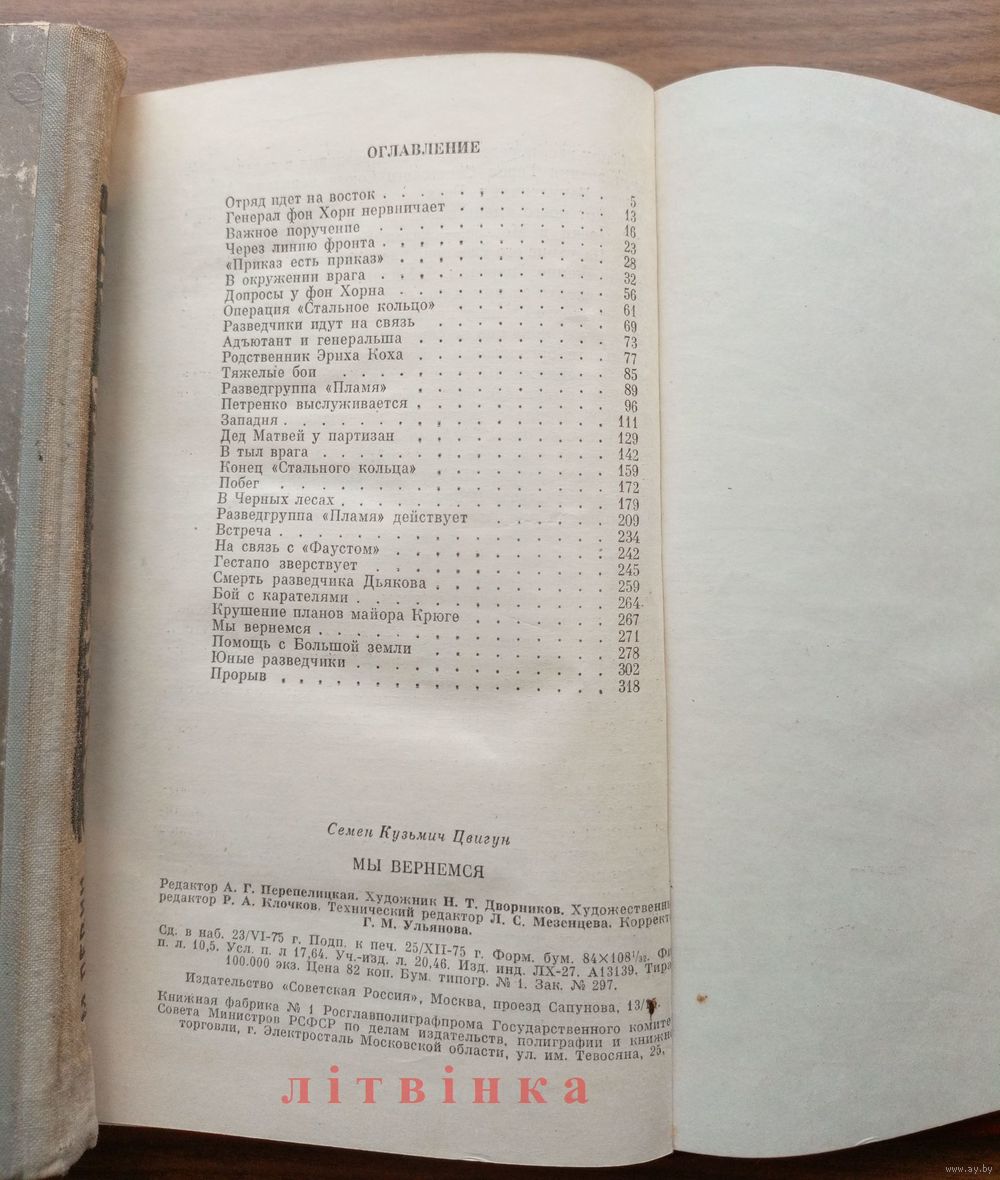 ОГЛАВЛЕНИЕ
Отряд идет на восток . . . . . . . . . . 5
Генерал фон Хорн нервничает . . . . . . . 13
Важное поручение . . . . . . . . . . 16
Через линию фронта . . . . . . . . . . 23
«Приказ есть приказ» . . . . . . . . . 28
В окружении врага . . . . . . . . . . 32
Допросы у фон Хорна . . . . . . . . . 56
Операция «Стальное кольцо» . . . . . . . 61
Разведчики идут на связь . . . . . . . . 69
Адъютант и генеральша . . . . . . . . 73
Родственник Эриха Коха . . . . . . . . 77
Тяжелые бои . . . . . . . . . . . 85
Разведгруппа «Пламя» . . . . . . . . 89
Петренко выслуживается . . . . . . . . 96
Западня . . . . . . . . . . . . . 111
Дед Матвей у партизан . . . . . . . . 129
В тыл врага . . . . . . . . . . . 142
Конец «Стального кольца» . . . . . . . 159
Побег . . . . . . . . . . . . . 172
В Черных лесах . . . . . . . . . . . 179
Разведгруппа «Пламя» действует . . . . . 209
Встреча . . . . . . . . . . . . . 234
На связь с «Фаустом» . . . . . . . . . 242
Гестапо зверствует . . . . . . . . . 245
Смерть разведчика Дьякова . . . . . . . 259
Бой с карателями . . . . . . . . . . 264
Крушение планов майора Крюге . . . . . . 267
Мы вернемся . . . . . . . . . . . 271
Помощь с Большой земли . . . . . . . 278
Юные разведчики . . . . . . . . . . 302
Прорыв . . . . . . . . . . . . . 318
Семен Кузьмич Цвигун
МЫ ВЕРНЕМСЯ
Редактор А. Г. Перепелицкая. Художник Н. Т. Дворников. Художественны
редактор Р. А. Клочков. Технический редактор Л. С. Мезенцева. Коррект
Г. М. Ульянова.
Сд. в наб. 23/VI-75 г. Подп. к печ. 25/XII-75 г. Форм. бум. 84×108¹/₃₂. Фи
п. л. 10,5. Усл. п. л 17,64. Уч.-изд. л. 20,46. Изд. инд. ЛХ-27. А13139. Тира
100.000 экз. Цена 82 коп. Бум. типогр. № 1. Зак. № 297.
Издательство «Советская Россия», Москва, проезд Сапунова, 13/
Книжная фабрика № 1 Росглавполиграфпрома Государственного комите
Совета Министров РСФСР по делам издательств, полиграфии и книжн
торговли, г. Электросталь Московской области, ул. им. Тевосяна, 25,
літвінка
www.ay.by